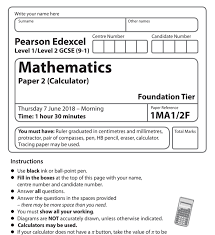 Write your name here
Surname
Other names
Pearson Edexcel
Level 1/Level 2 GCSE (9-1)
Centre Number
Candidate Number
Mathematics
Paper 2 (Calculator)
Foundation Tier
Thursday 7 June 2018 – Morning
Time: 1 hour 30 minutes
Paper Reference
1MA1/2F
You must have: Ruler graduated in centimetres and millimetres,
protractor, pair of compasses, pen, HB pencil, eraser, calculator.
Tracing paper may be used.
Total Marks
Instructions
• Use black ink or ball-point pen.
• Fill in the boxes at the top of this page with your name,
centre number and candidate number.
• Answer all questions.
• Answer the questions in the spaces provided
– there may be more space than you need.
• You must show all your working.
• Diagrams are NOT accurately drawn, unless otherwise indicated.
• Calculators may be used.
• If your calculator does not have a π button, take the value of π to be